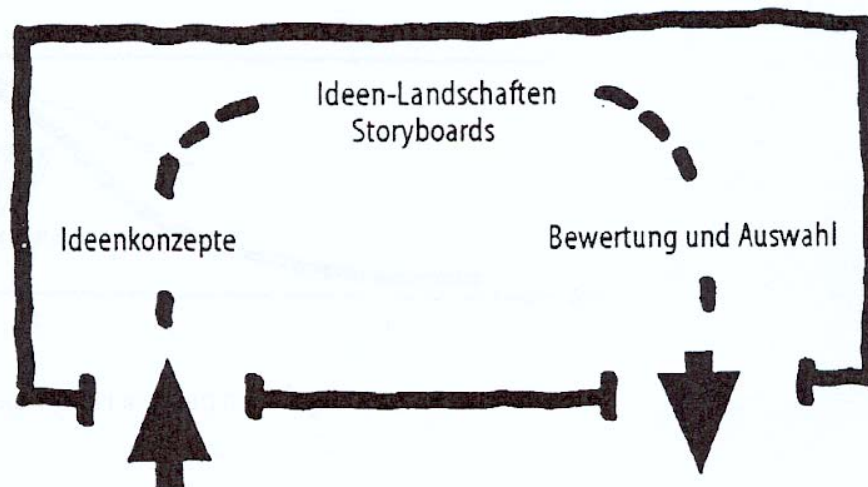 Ideen-Landschaften
Storyboards
Ideenkonzepte
Bewertung und Auswahl